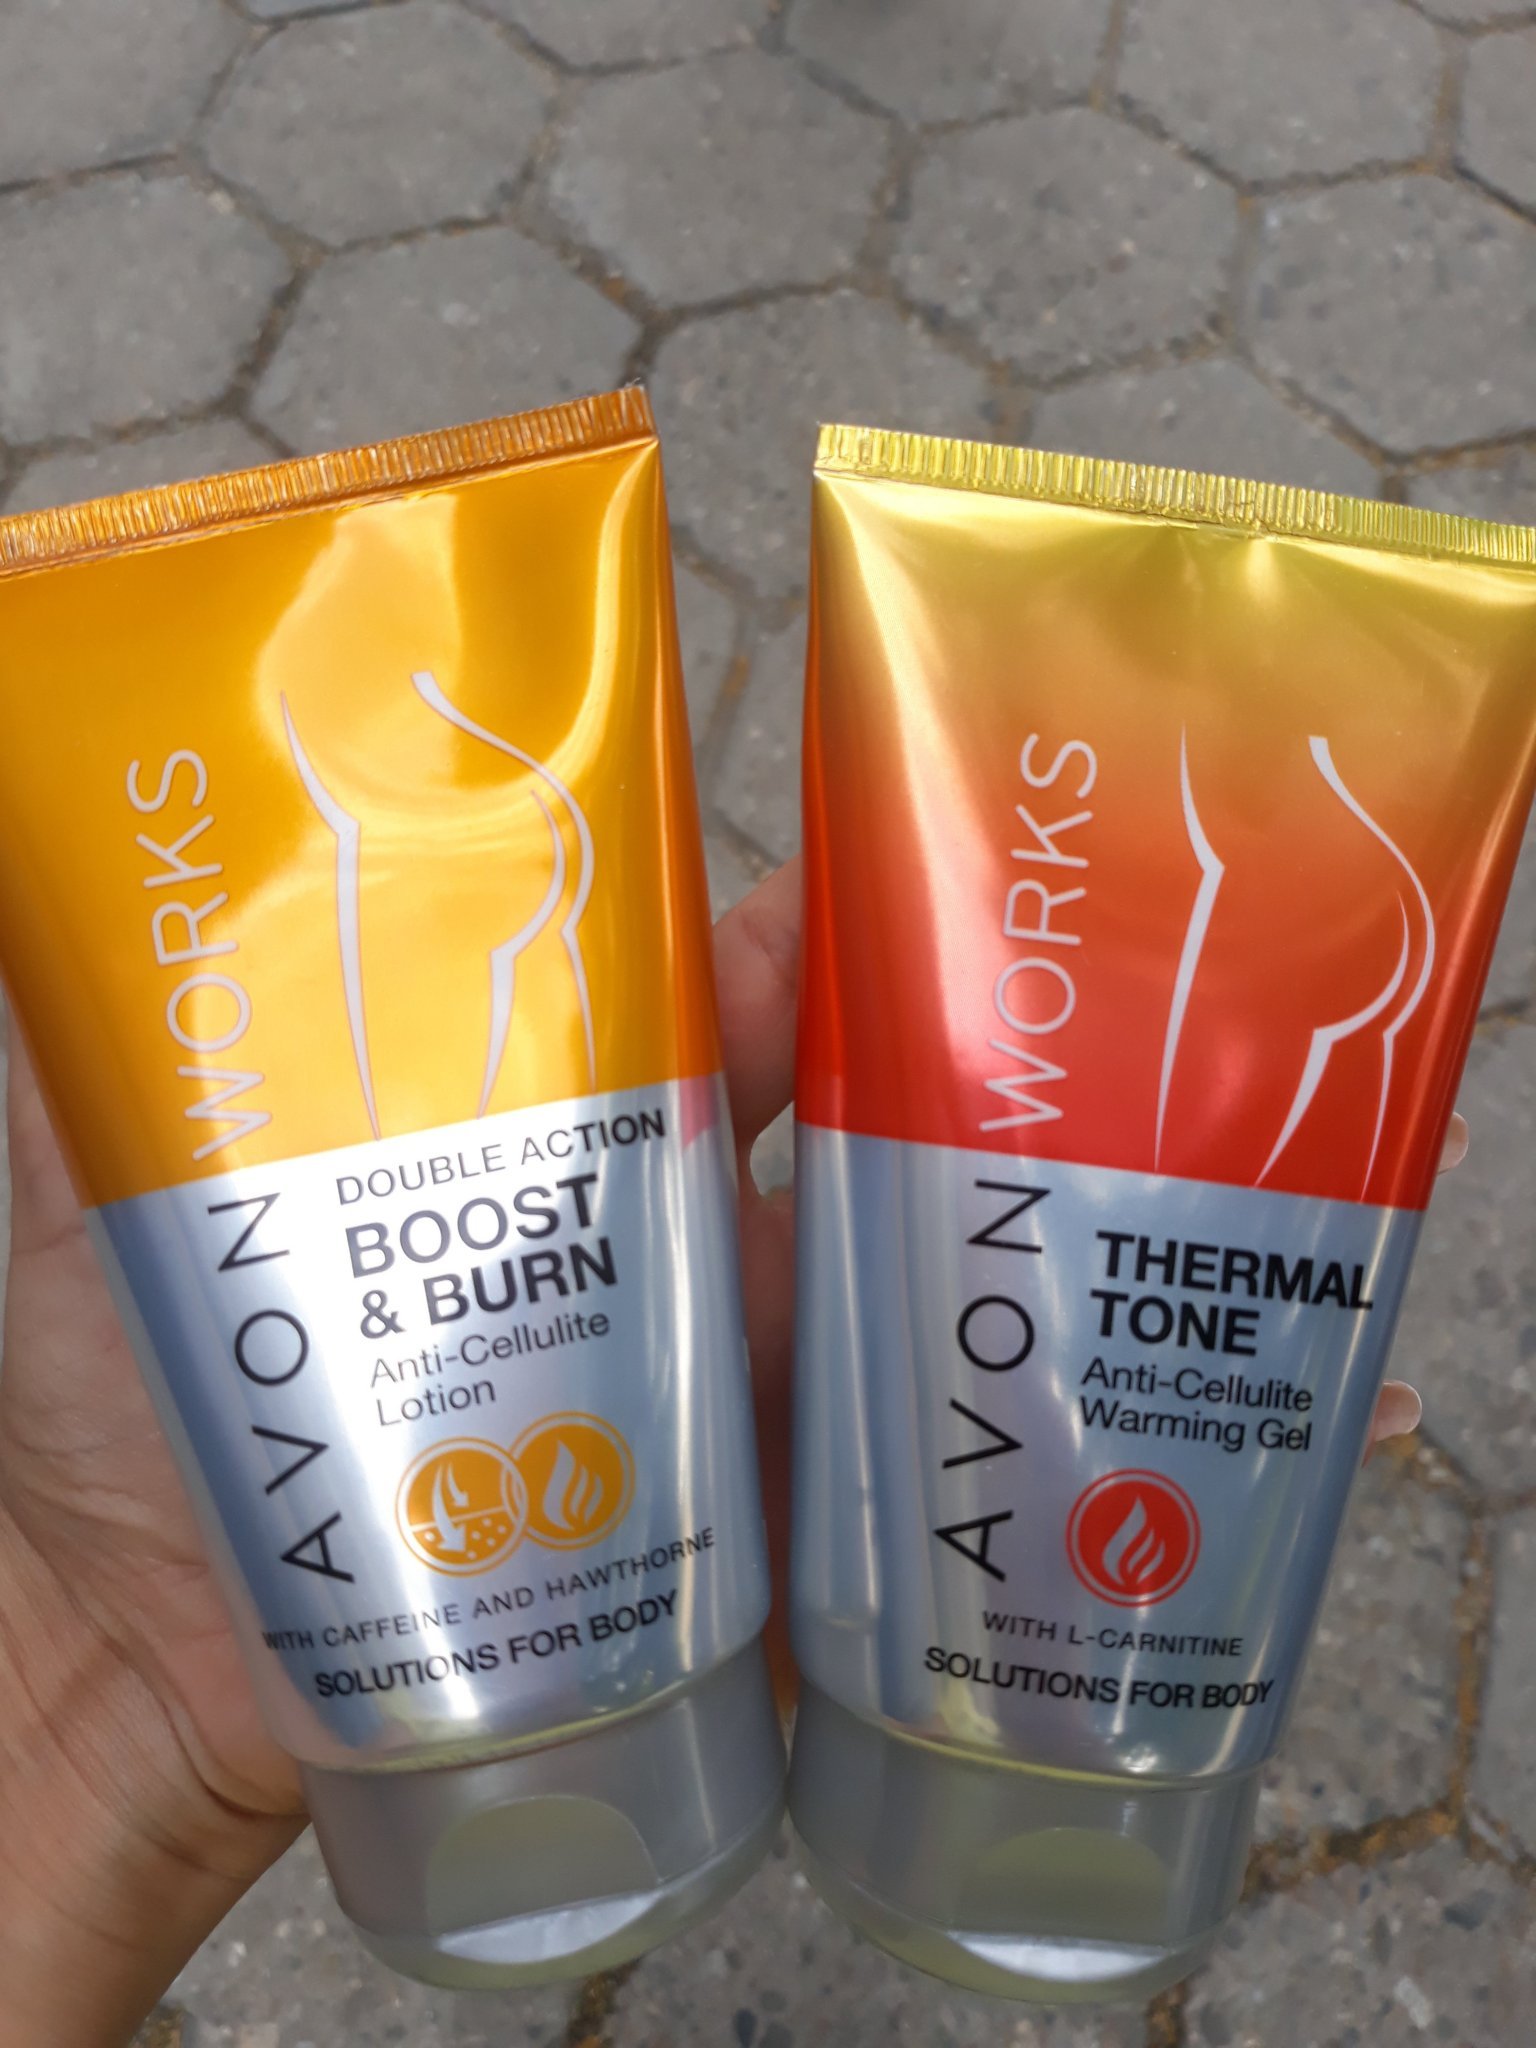 AVON WORKS
DOUBLE ACTION
BOOST
& BURN
Anti-Cellulite
Lotion
WITH CAFFEINE AND HAWTHORNE
SOLUTIONS FOR BODY
AVON WORKS
THERMAL
TONE
Anti-Cellulite
Warming Gel
WITH L-CARNITINE
SOLUTIONS FOR BODY